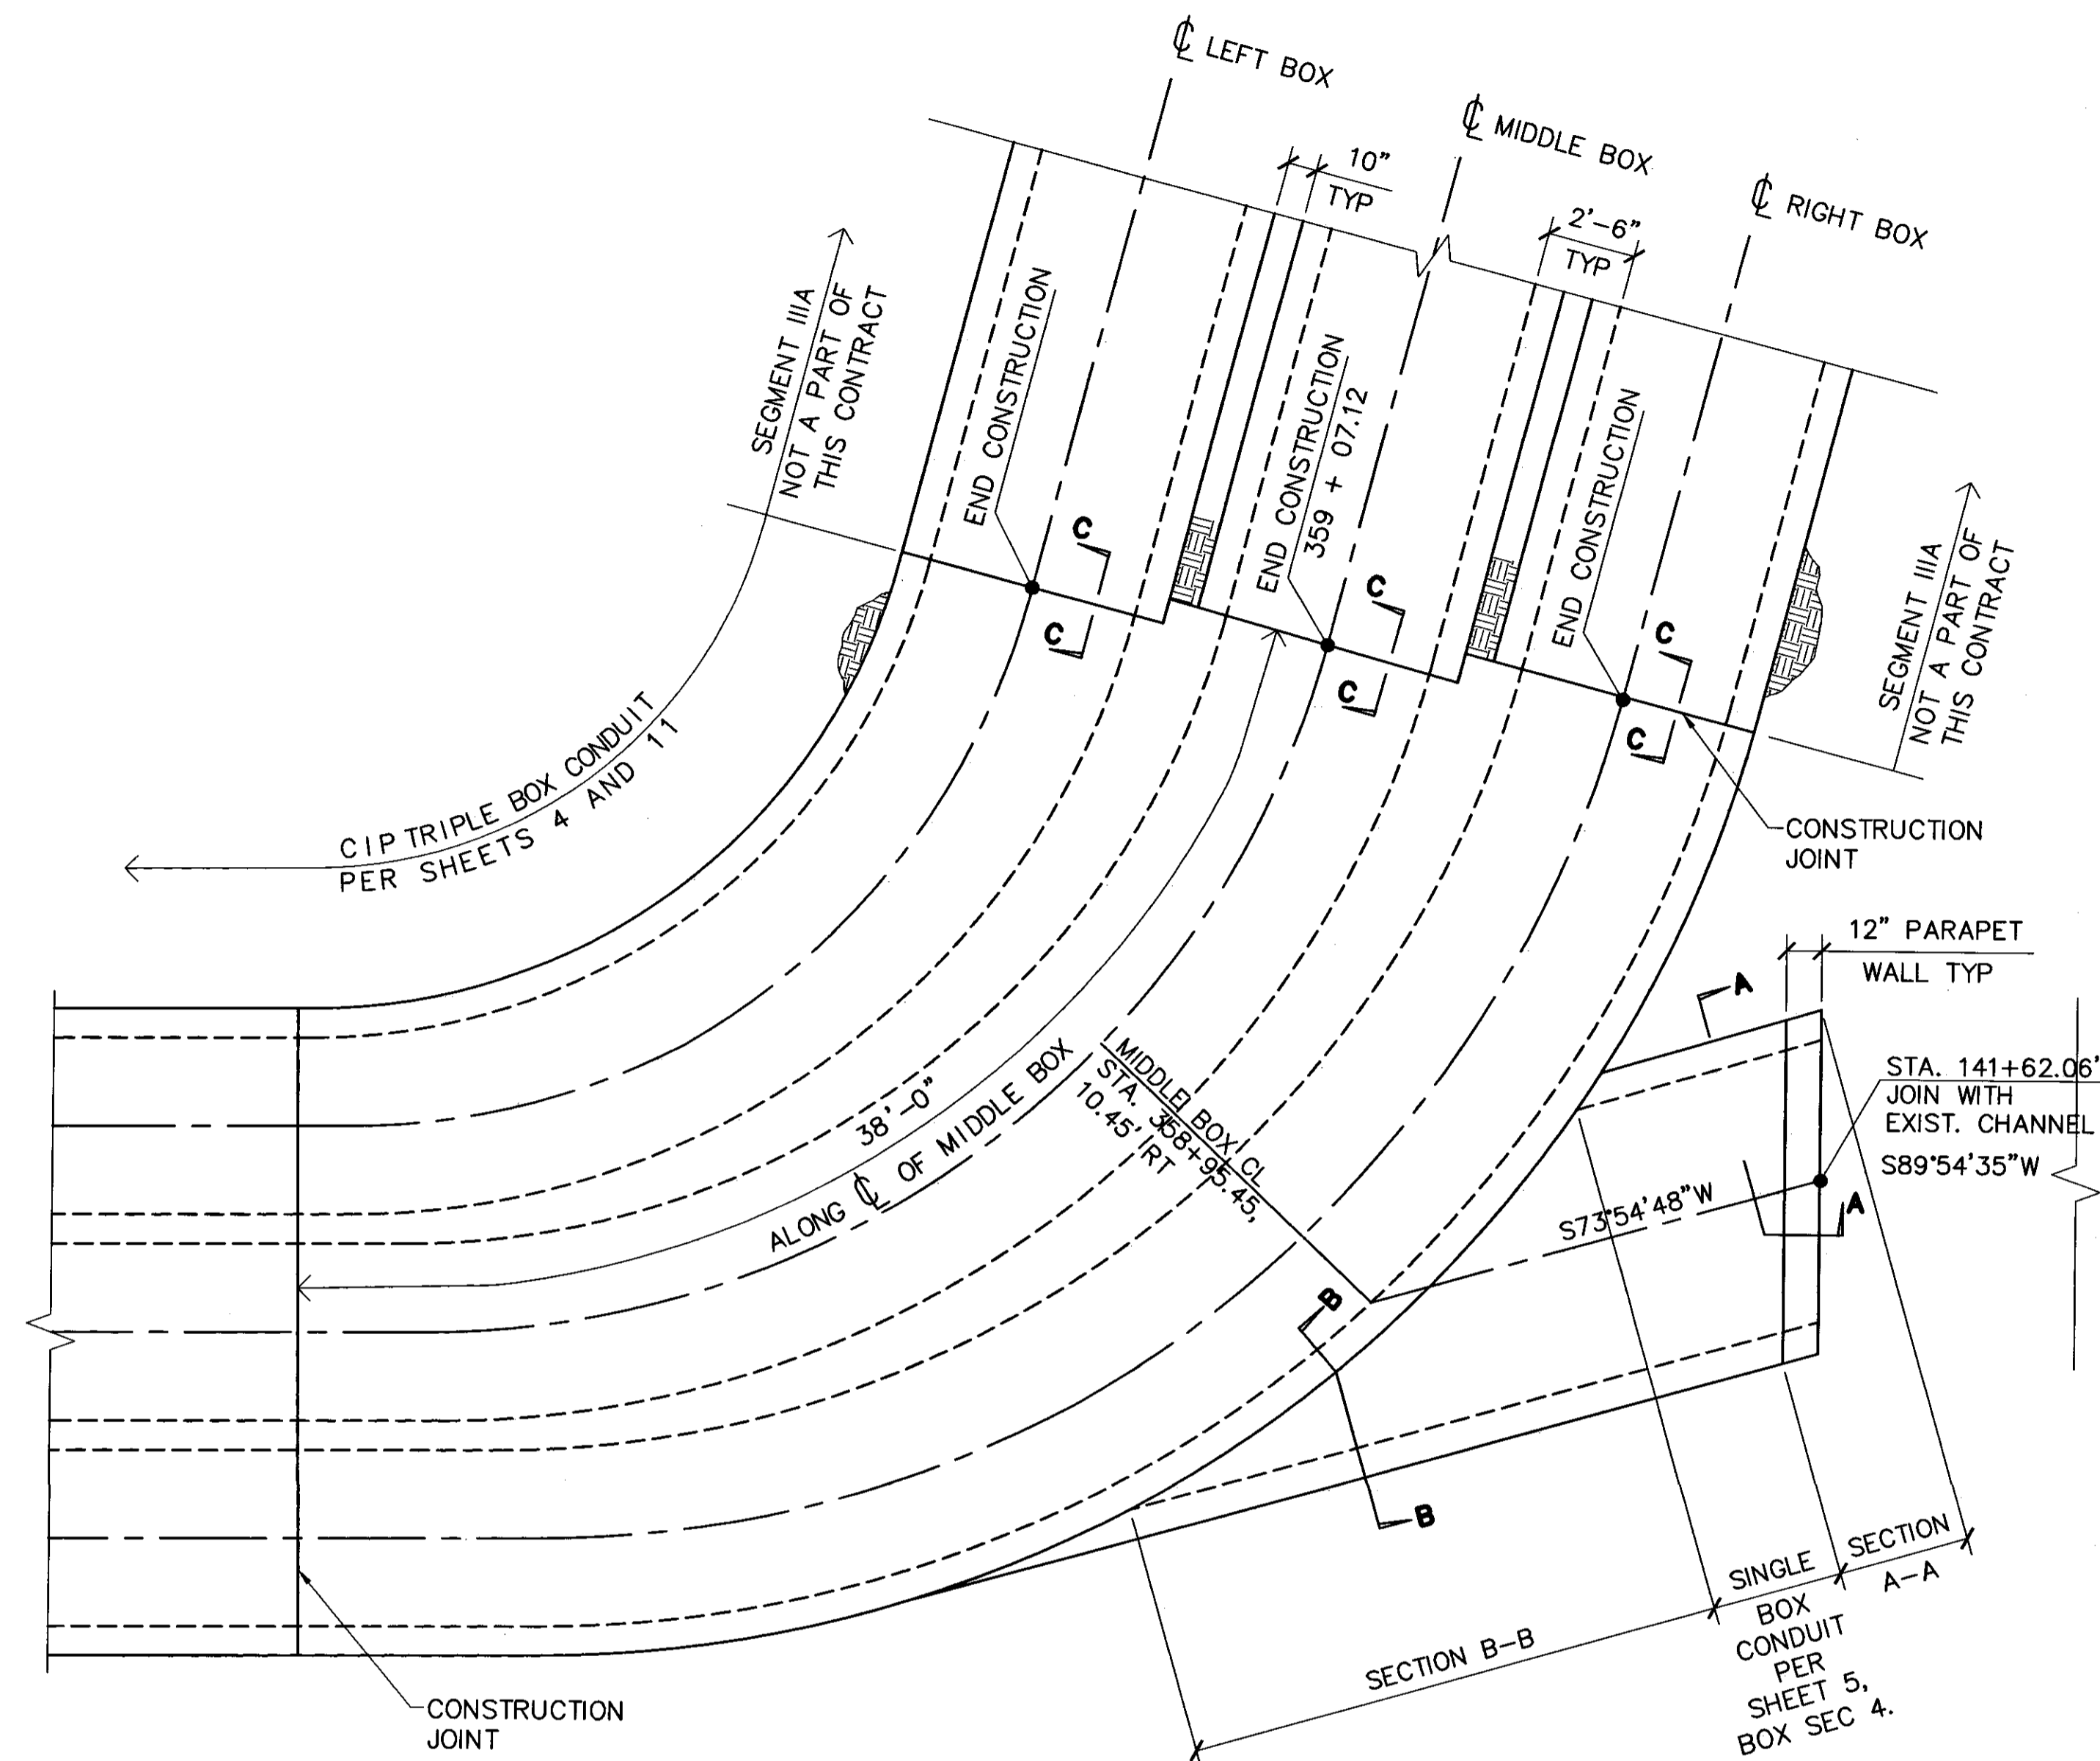 ℄ LEFT BOX
℄ MIDDLE BOX
℄ RIGHT BOX
10"
TYP
2'-6"
TYP
SEGMENT IIIA
NOT A PART OF
THIS CONTRACT
END CONSTRUCTION
END CONSTRUCTION
359 + 07.12
END CONSTRUCTION
C
C
C
C
C
C
SEGMENT IIIA
NOT A PART OF
THIS CONTRACT
CIP TRIPLE BOX CONDUIT
PER SHEETS 4 AND 11
CONSTRUCTION
JOINT
12" PARAPET
WALL TYP
A
STA. 141+62.06'
JOIN WITH
EXIST. CHANNEL
S89°54'35"W
A
S73°54'48"W
MIDDLE BOX CL
STA. 358+95.45,
10.45' RT
38'-0"
ALONG ℄ OF MIDDLE BOX
B
B
SECTION B-B
SINGLE
BOX
CONDUIT
PER
SHEET 5,
BOX SEC 4.
SECTION
A-A
CONSTRUCTION
JOINT